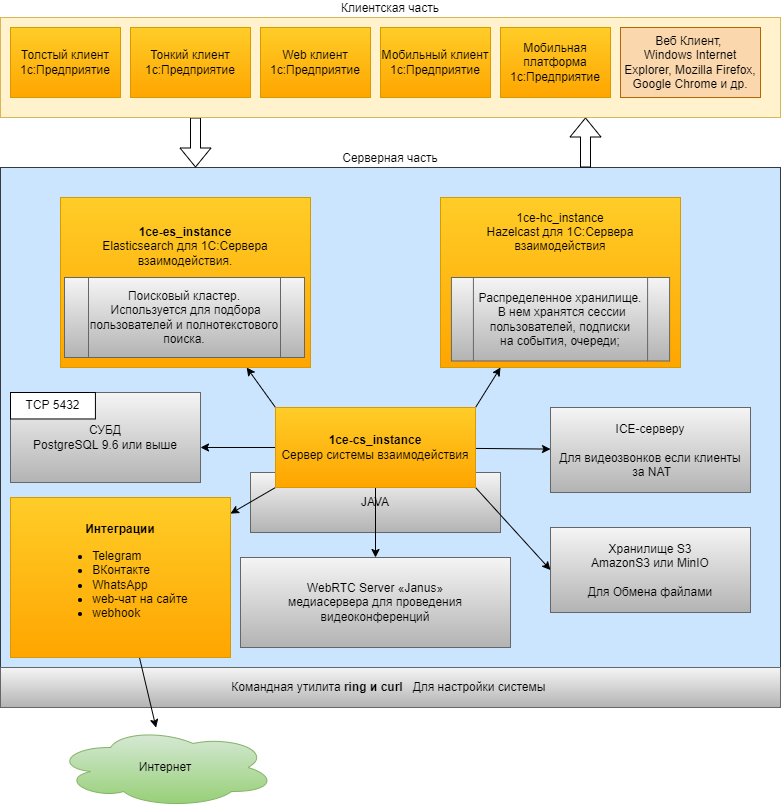 Клиентская часть
Толстый клиент
1с:Предприятие
Тонкий клиент
1с:Предприятие
Web клиент
1с:Предприятие
Мобильный клиент
1с:Предприятие
Мобильная
платформа
1с:Предприятие
Веб Клиент,
Windows Internet
Explorer, Mozilla Firefox,
Google Chrome и др.
Серверная часть
1ce-es_instance
Elasticsearch для 1С:Сервера
взаимодействия.
Поисковый кластер.
Используется для подбора
пользователей и полнотекстового
поиска.
1ce-hc_instance
Hazelcast для 1С:Сервера
взаимодействия
Распределенное хранилище.
В нем хранятся сессии
пользователей, подписки
на события, очереди;
TCP 5432
СУБД
PostgreSQL 9.6 или выше
1ce-cs_instance
Сервер системы взаимодействия
JAVA
ICE-серверу
Для видеозвонков если клиенты
за NAT
Интеграции
• Telegram
• ВКонтакте
• WhatsApp
• web-чат на сайте
• webhook
WebRTC Server «Janus»
медиасервера для проведения
видеоконференций
Хранилище S3
AmazonS3 или MinIO
Для Обмена файлами
Командная утилита ring и curl Для настройки системы
Интернет